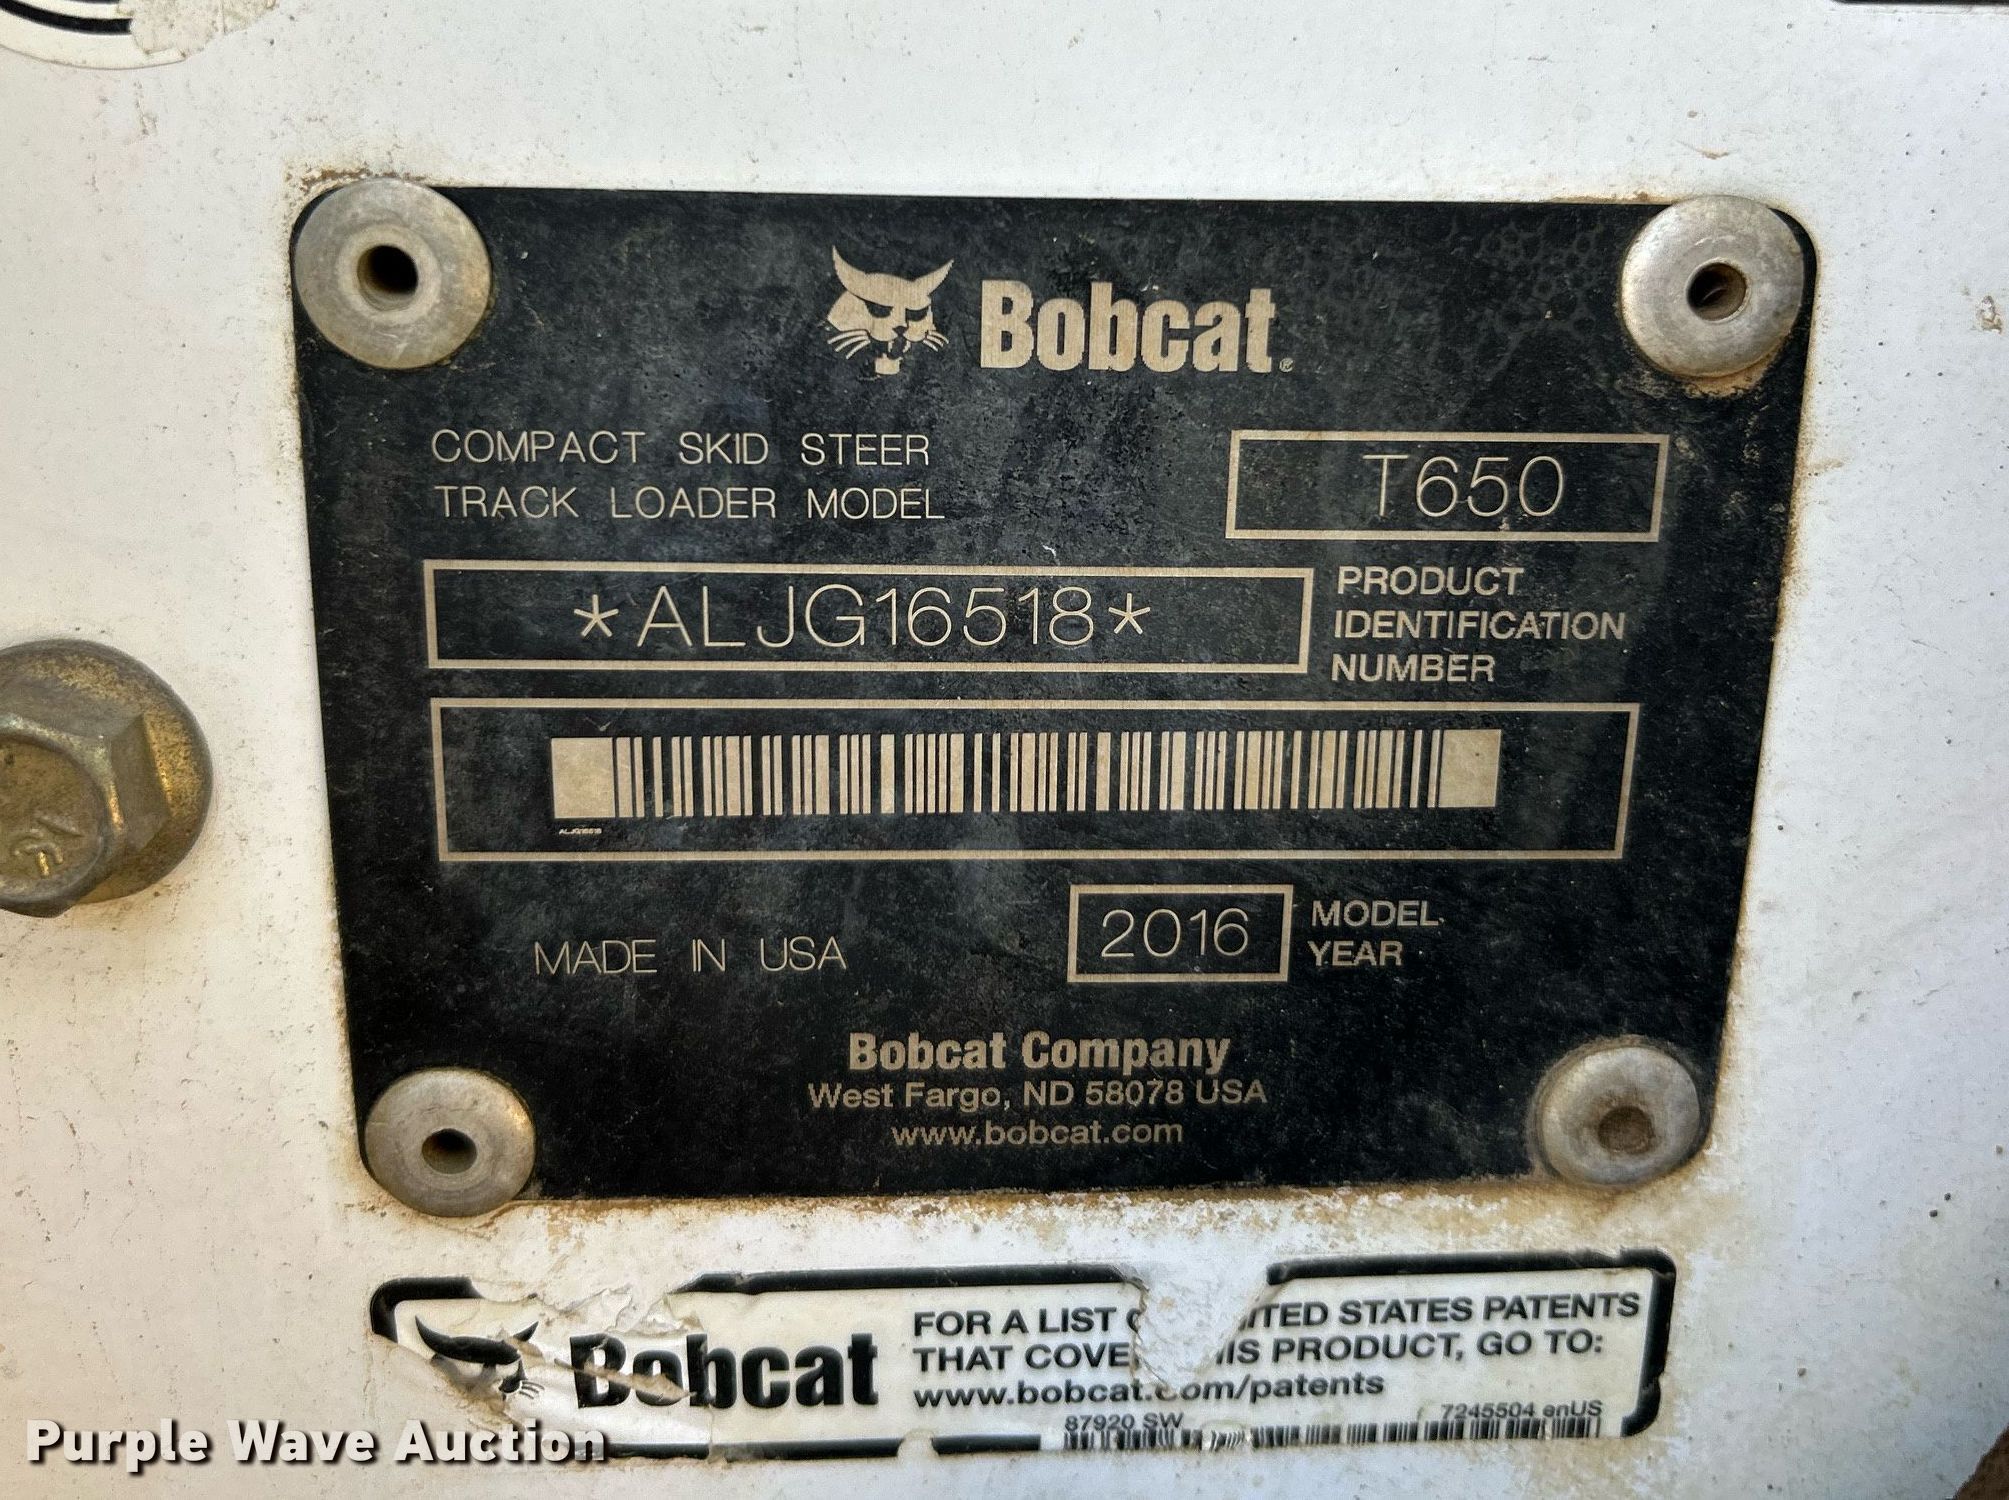 Bobcat®
COMPACT SKID STEER
TRACK LOADER MODEL
T650
*ALJG16518*
PRODUCT
IDENTIFICATION
NUMBER
ALJG16518
MADE IN USA
2016
MODEL
YEAR
Bobcat Company
West Fargo, ND 58078 USA
www.bobcat.com
Bobcat
FOR A LIST UNITED STATES PATENTS
THAT COVE IS PRODUCT, GO TO:
www.bobcat.com/patents
87920 SW
7245504 enUS
Purple Wave Auction